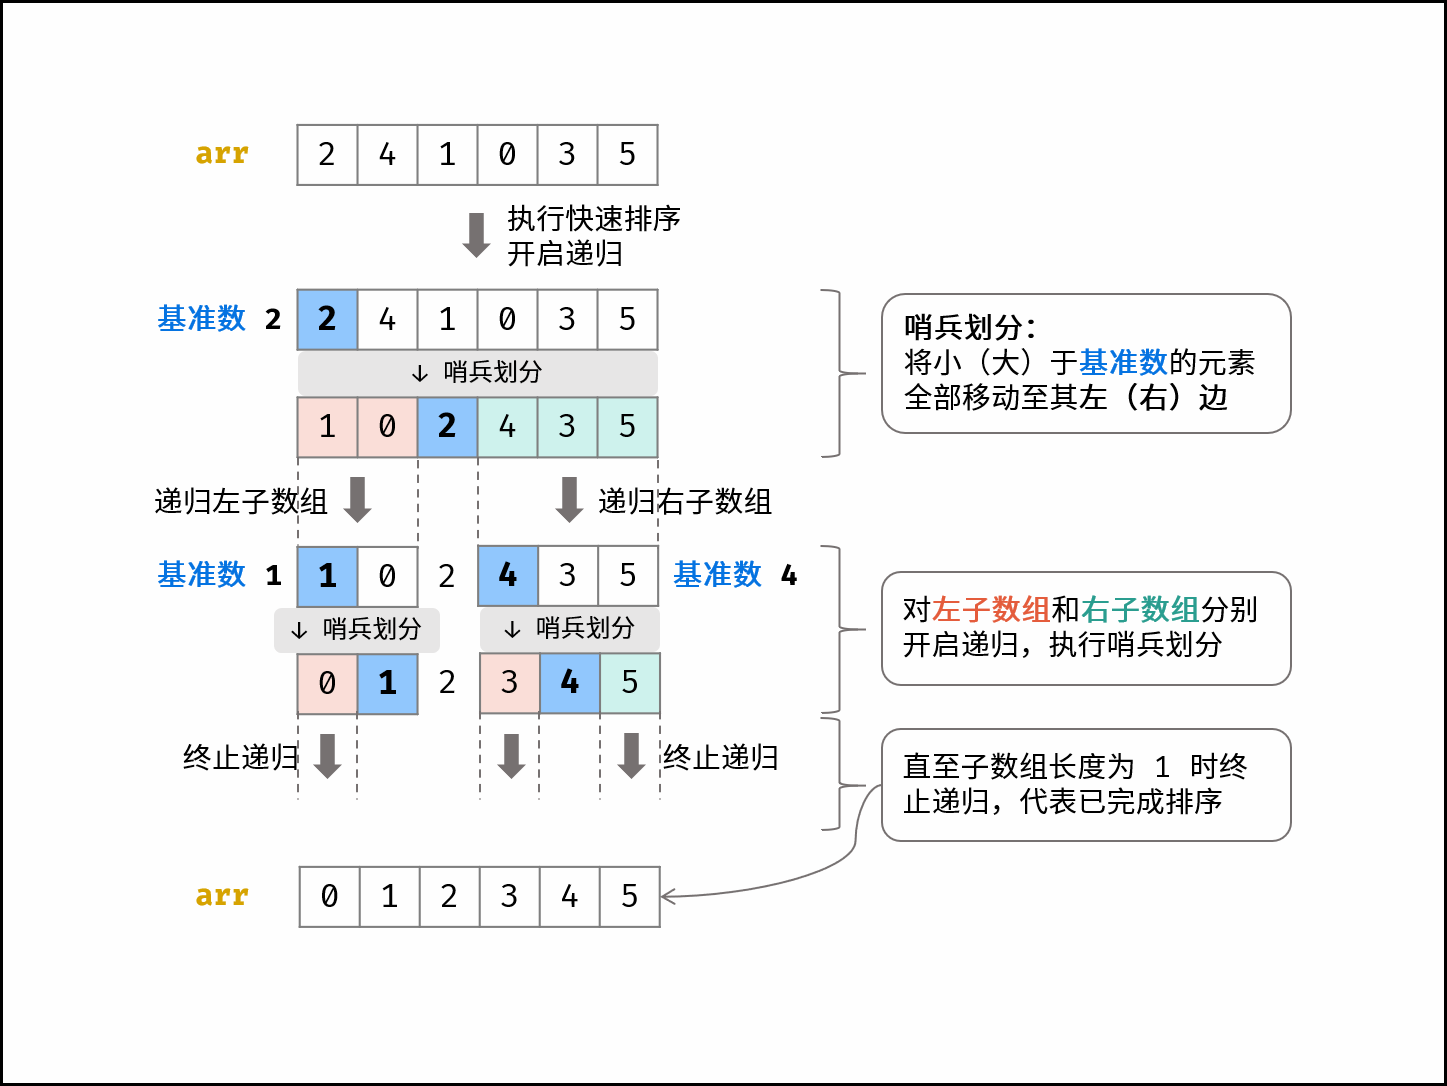 arr 2 4 1 0 3 5
执行快速排序
开启递归
基准数 2 2 4 1 0 3 5
↓ 哨兵划分
1 0 2 4 3 5
哨兵划分：
将小（大）于基准数的元素
全部移动至其左（右）边
递归左子数组 递归右子数组
基准数 1 1 0 2 4 3 5 基准数 4
↓ 哨兵划分 ↓ 哨兵划分
0 1 2 3 4 5
对左子数组和右子数组分别
开启递归，执行哨兵划分
终止递归 终止递归
直至子数组长度为 1 时终
止递归，代表已完成排序
arr 0 1 2 3 4 5